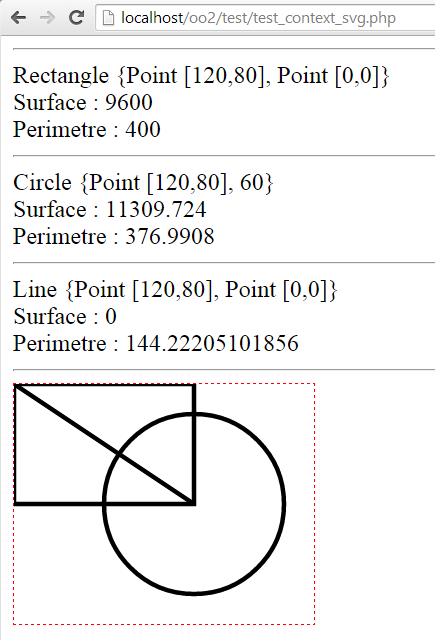 localhost/oo2/test/test_context_svg.php
Rectangle {Point [120,80], Point [0,0]}
Surface : 9600
Perimetre : 400
Circle {Point [120,80], 60}
Surface : 11309.724
Perimetre : 376.9908
Line {Point [120,80], Point [0,0]}
Surface : 0
Perimetre : 144.22205101856